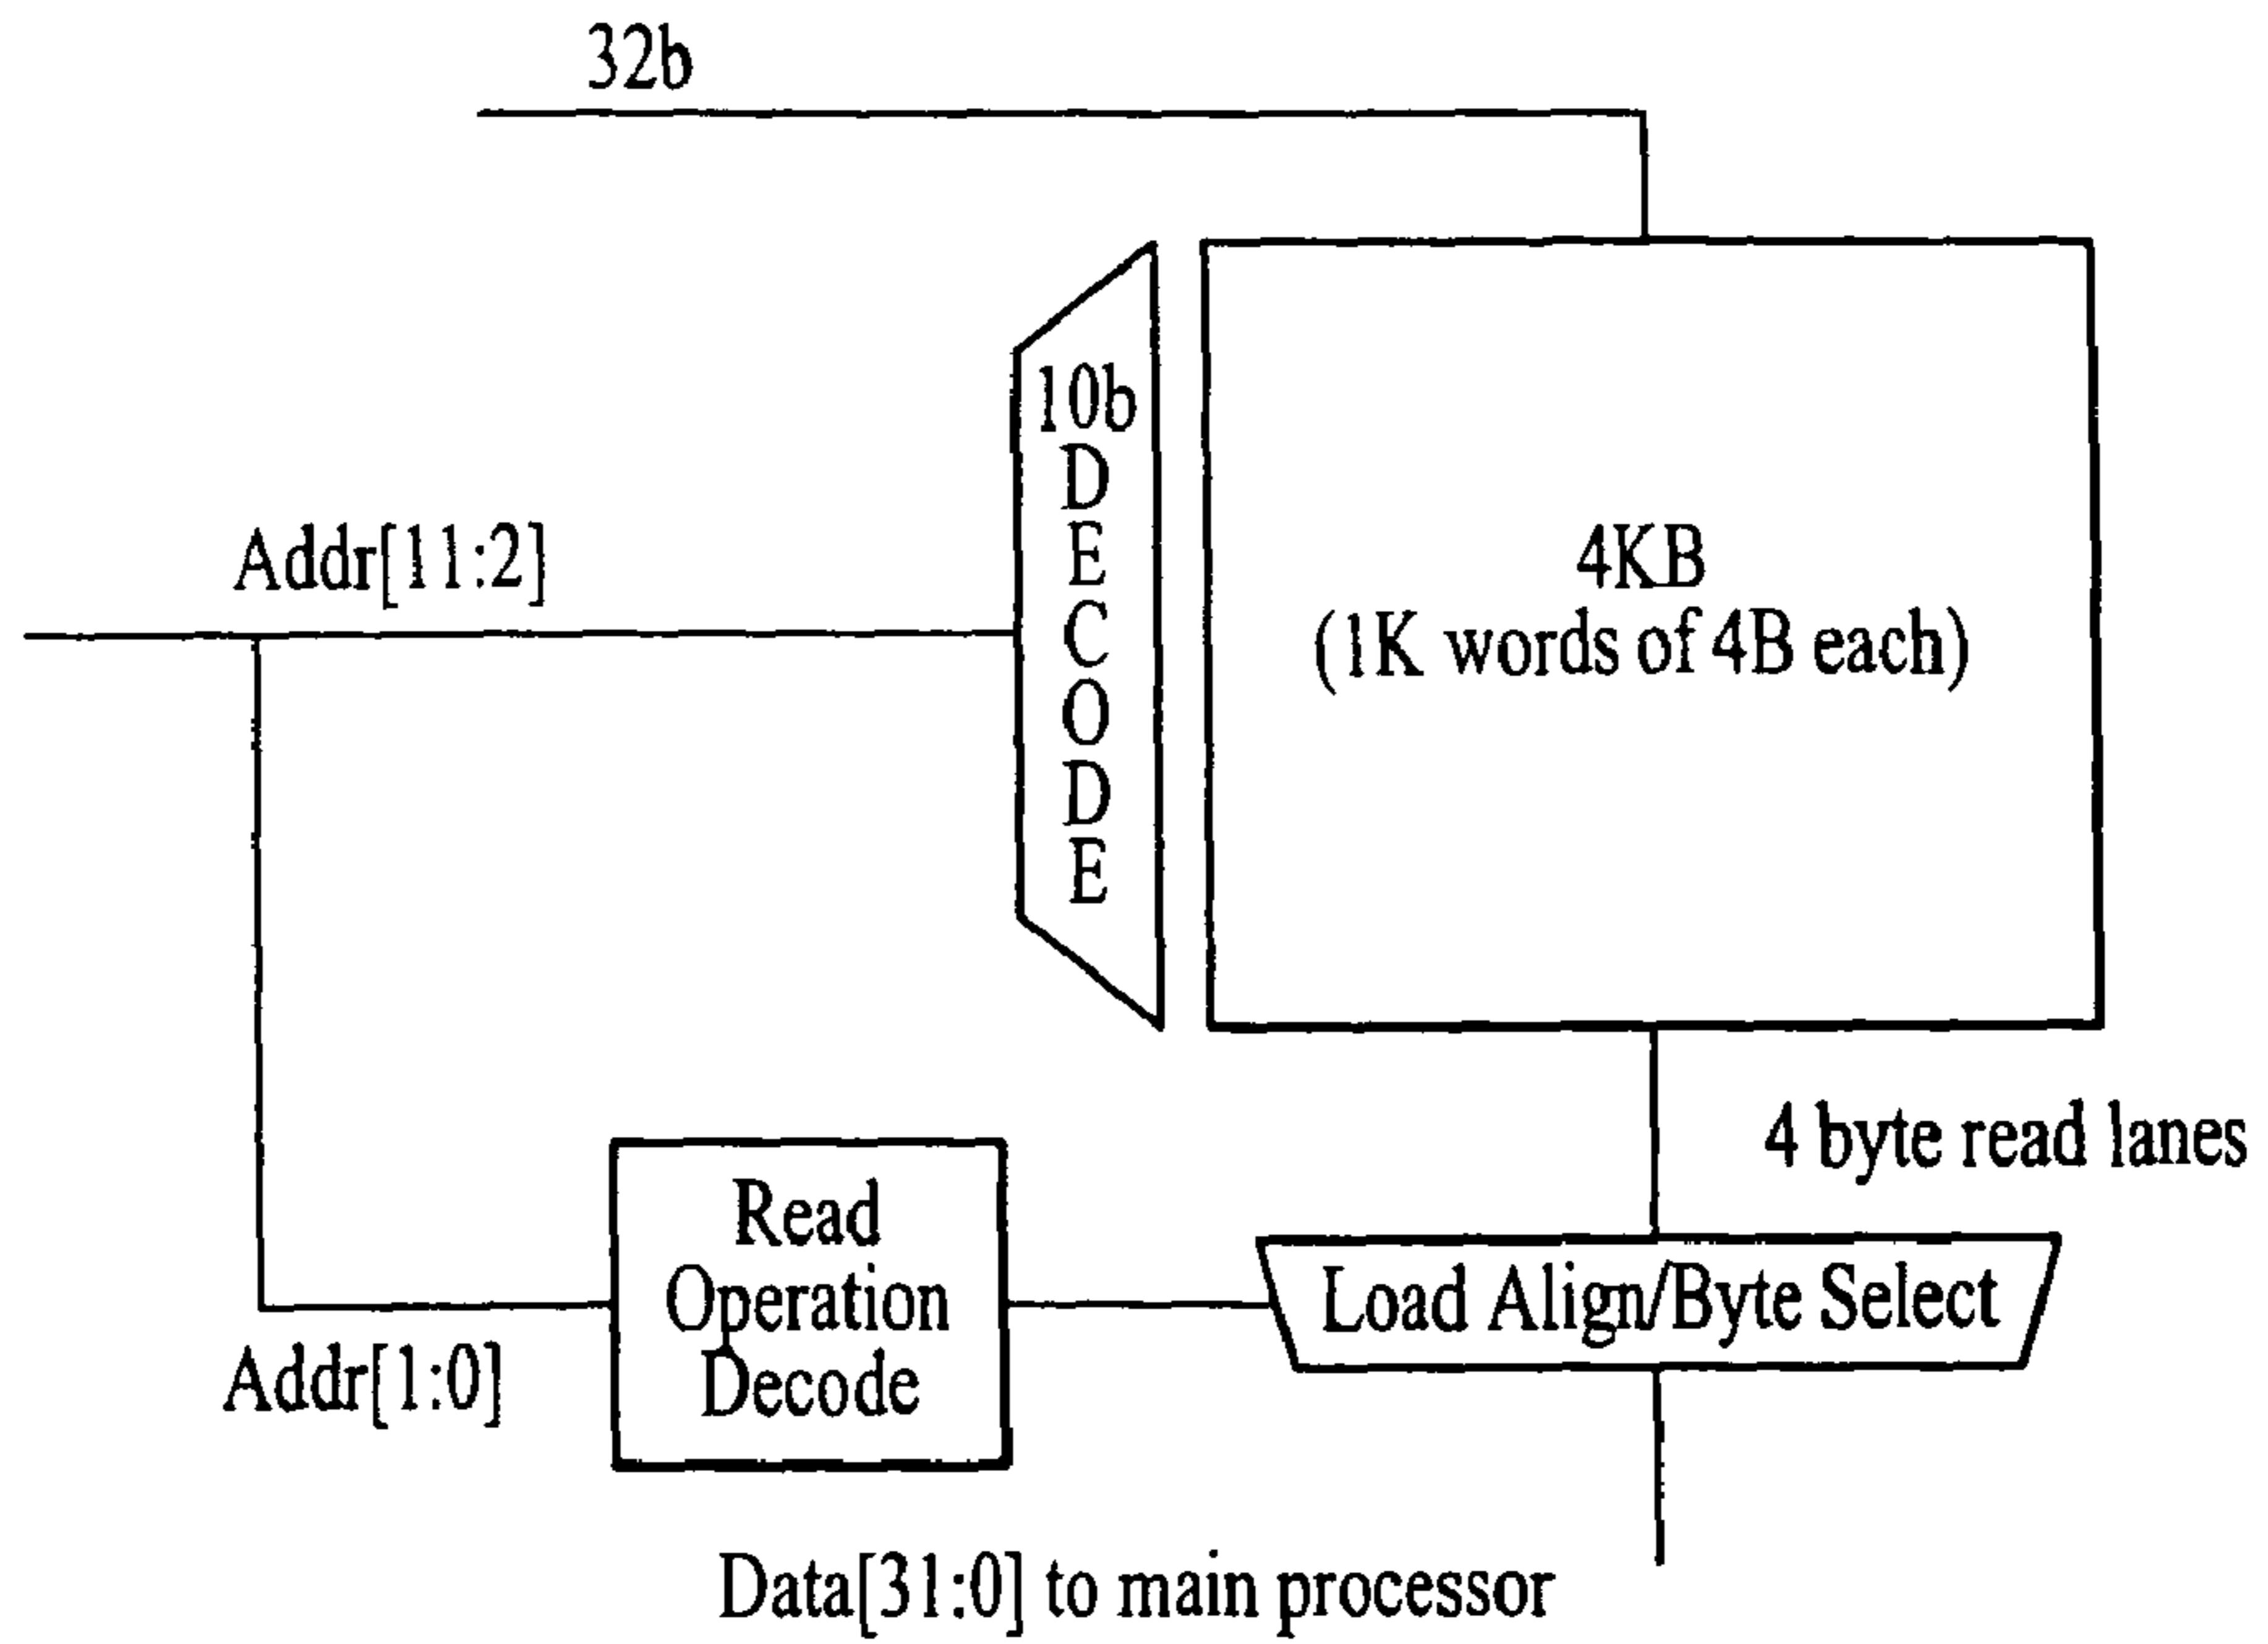 32b
10b
D
E
C
O
D
E
Addr[11:2]
4KB
(1K words of 4B each)
4 byte read lanes
Read
Operation
Decode
Load Align/Byte Select
Addr[1:0]
Data[31:0] to main processor